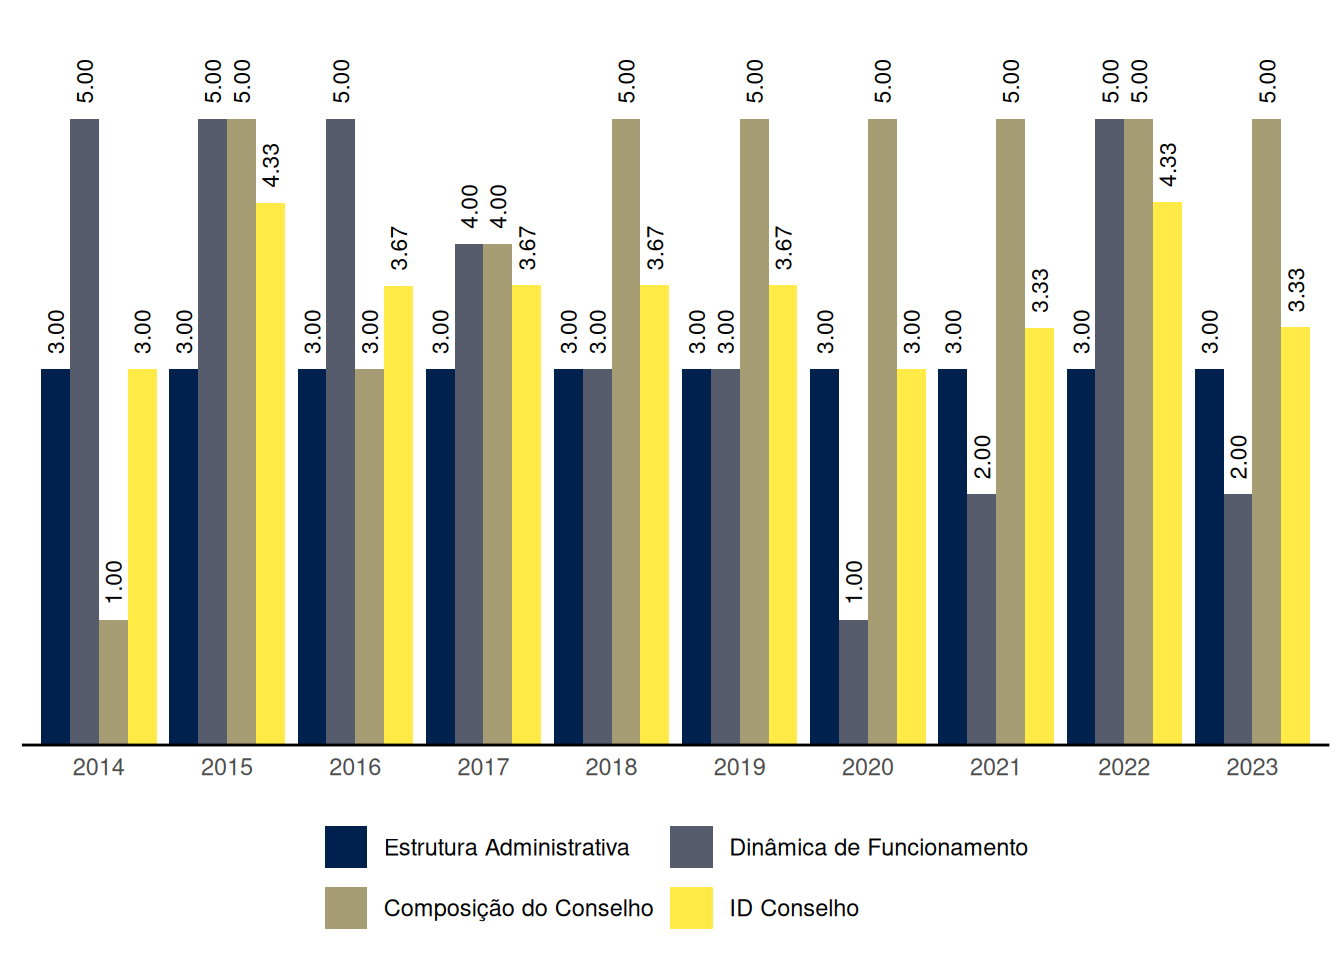 5.00 5.00 5.00 5.00 5.00 5.00 5.00 5.00 5.00 5.00 5.00
4.33 4.33
4.00 4.00
3.67 3.67 3.67 3.67
3.33 3.33
3.00 3.00 3.00 3.00 3.00 3.00 3.00 3.00 3.00 3.00 3.00 3.00 3.00 3.00 3.00
2.00 2.00
1.00 1.00
2014 2015 2016 2017 2018 2019 2020 2021 2022 2023
Estrutura Administrativa Dinâmica de Funcionamento
Composição do Conselho ID Conselho